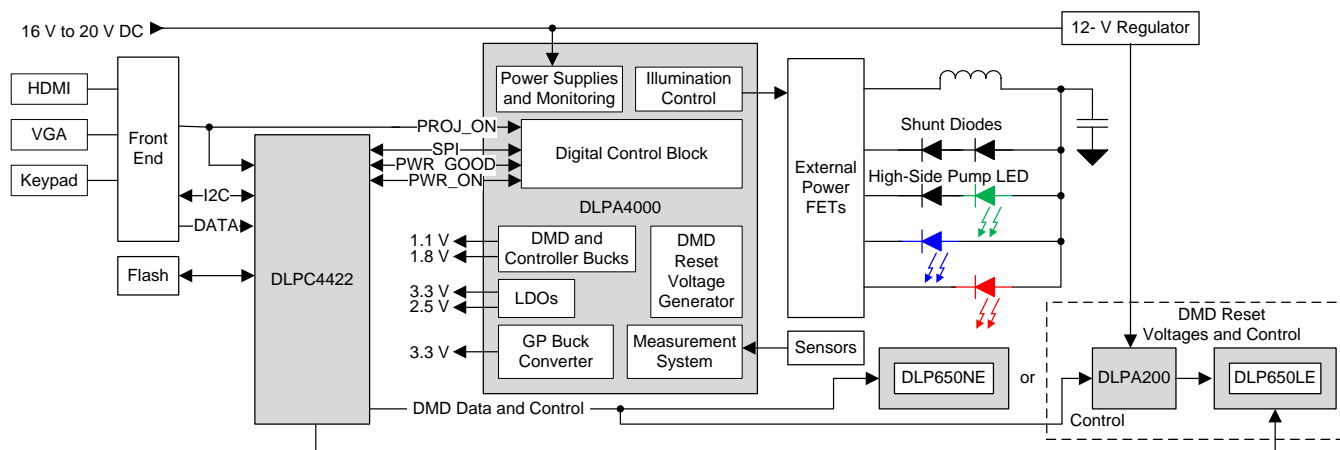 16 V to 20 V DC
12- V Regulator
HDMI
VGA
Keypad
Front
End
Power Supplies
and Monitoring
Illumination
Control
PROJ_ON
SPI
PWR_GOOD
PWR_ON
Digital Control Block
DLPA4000
I2C
DATA
Flash
DLPC4422
1.1 V
1.8 V
DMD and
Controller Bucks
3.3 V
2.5 V
LDOs
3.3 V
GP Buck
Converter
DMD
Reset
Voltage
Generator
Measurement
System
External
Power
FETs
Shunt Diodes
High-Side Pump LED
Sensors
DMD Data and Control
DLP650NE
or
DMD Reset
Voltages and Control
DLPA200
DLP650LE
Control